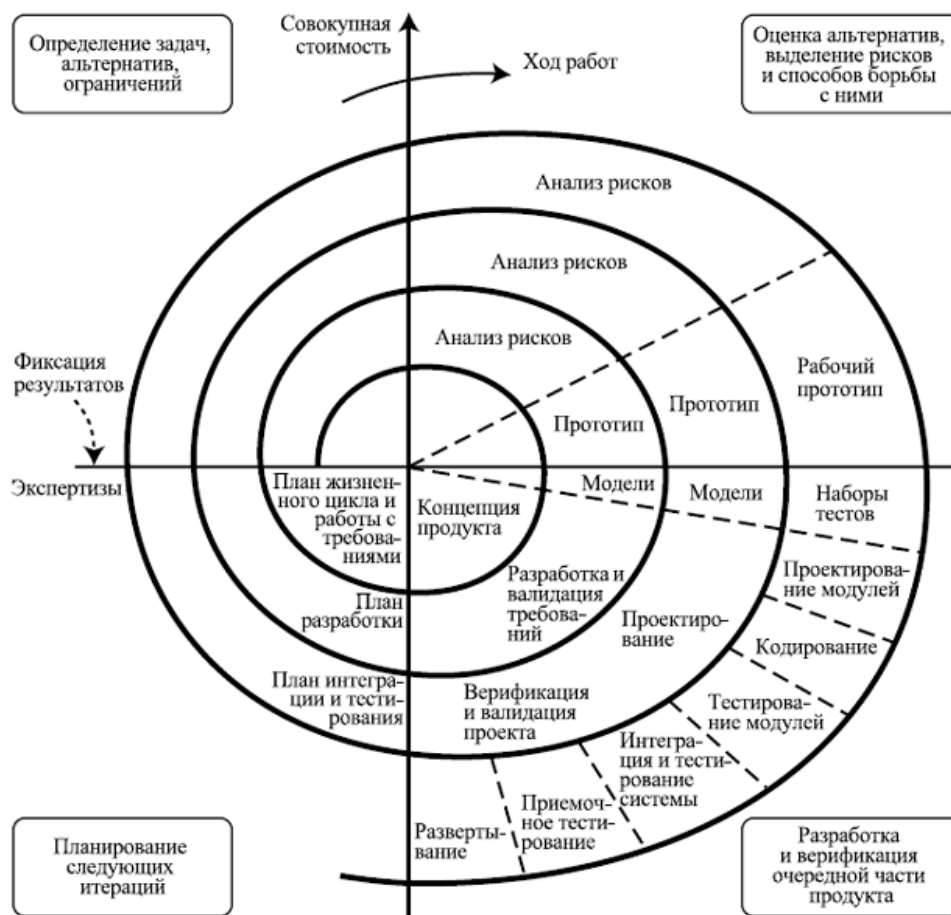 Определение задач,
альтернатив,
ограничений
Совокупная
стоимость
Ход работ
Оценка альтернатив,
выделение рисков
и способов борьбы
с ними
Анализ рисков
Анализ рисков
Анализ рисков
Фиксация
результатов
Рабочий
прототип
Прототип
Прототип
Экспертизы
План жизнен-
ного цикла и
работы с
требованиями
Концепция
продукта
Модели
Модели
Наборы
тестов
Проектирова-
ние модулей
Разработка и
валидация
требова-
ний
План
разработки
Проектиро-
вание
Кодирование
План интегра-
ции и тести-
рования
Верификация
и валидация
проекта
Тестирова-
ние модулей
Интегра-
ция и тести-
рование
системы
Приемоч-
ное тести-
рование
Разверты-
вание
Планирование
следующих
итераций
Разработка
и верификация
очередной части
продукта